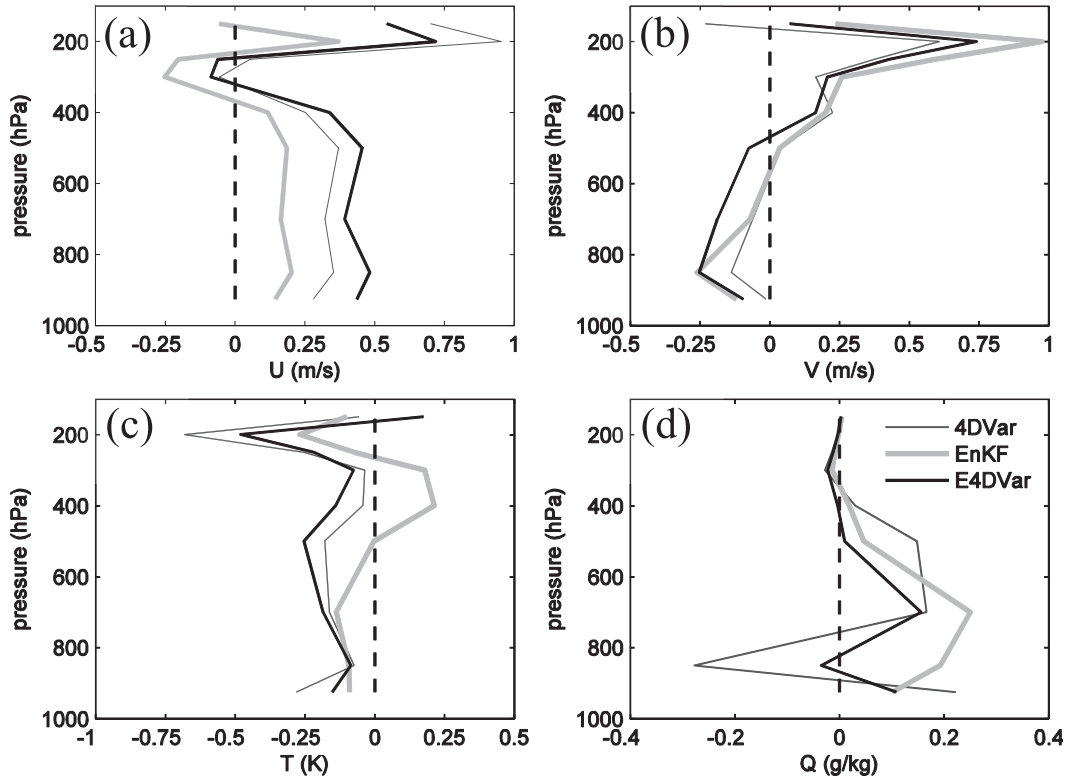 (a)
200
400
600
800
1000
pressure (hPa)
-0.5 -0.25 0 0.25 0.5 0.75 1
U (m/s)
(b)
200
400
600
800
1000
pressure (hPa)
-0.5 -0.25 0 0.25 0.5 0.75 1
V (m/s)
(c)
200
400
600
800
1000
pressure (hPa)
-1 -0.75 -0.5 -0.25 0 0.25 0.5
T (K)
(d)
4DVar
EnKF
E4DVar
200
400
600
800
1000
pressure (hPa)
-0.4 -0.2 0 0.2 0.4
Q (g/kg)